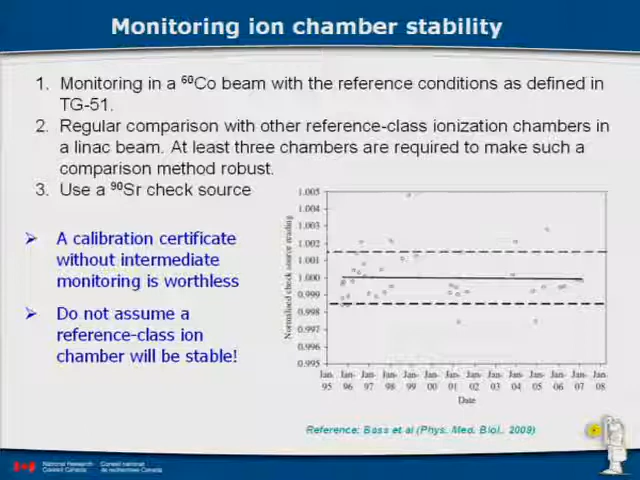 Monitoring ion chamber stability
1. Monitoring in a ⁶⁰Co beam with the reference conditions as defined in
TG-51.
2. Regular comparison with other reference-class ionization chambers in
a linac beam. At least three chambers are required to make such a
comparison method robust.
3. Use a ⁹⁰Sr check source
➢ A calibration certificate
without intermediate
monitoring is worthless
➢ Do not assume a
reference-class ion
chamber will be stable!
Normalised check source reading
1.005
1.004
1.003
1.002
1.001
1.000
0.999
0.998
0.997
0.996
0.995
Jan- Jan- Jan- Jan- Jan- Jan- Jan- Jan- Jan- Jan- Jan- Jan- Jan- Jan-
95 96 97 98 99 00 01 02 03 04 05 06 07 08
Date
Reference: Bass et al (Phys. Med. Biol., 2009)
National Research Conseil national
Council Canada de recherches Canada